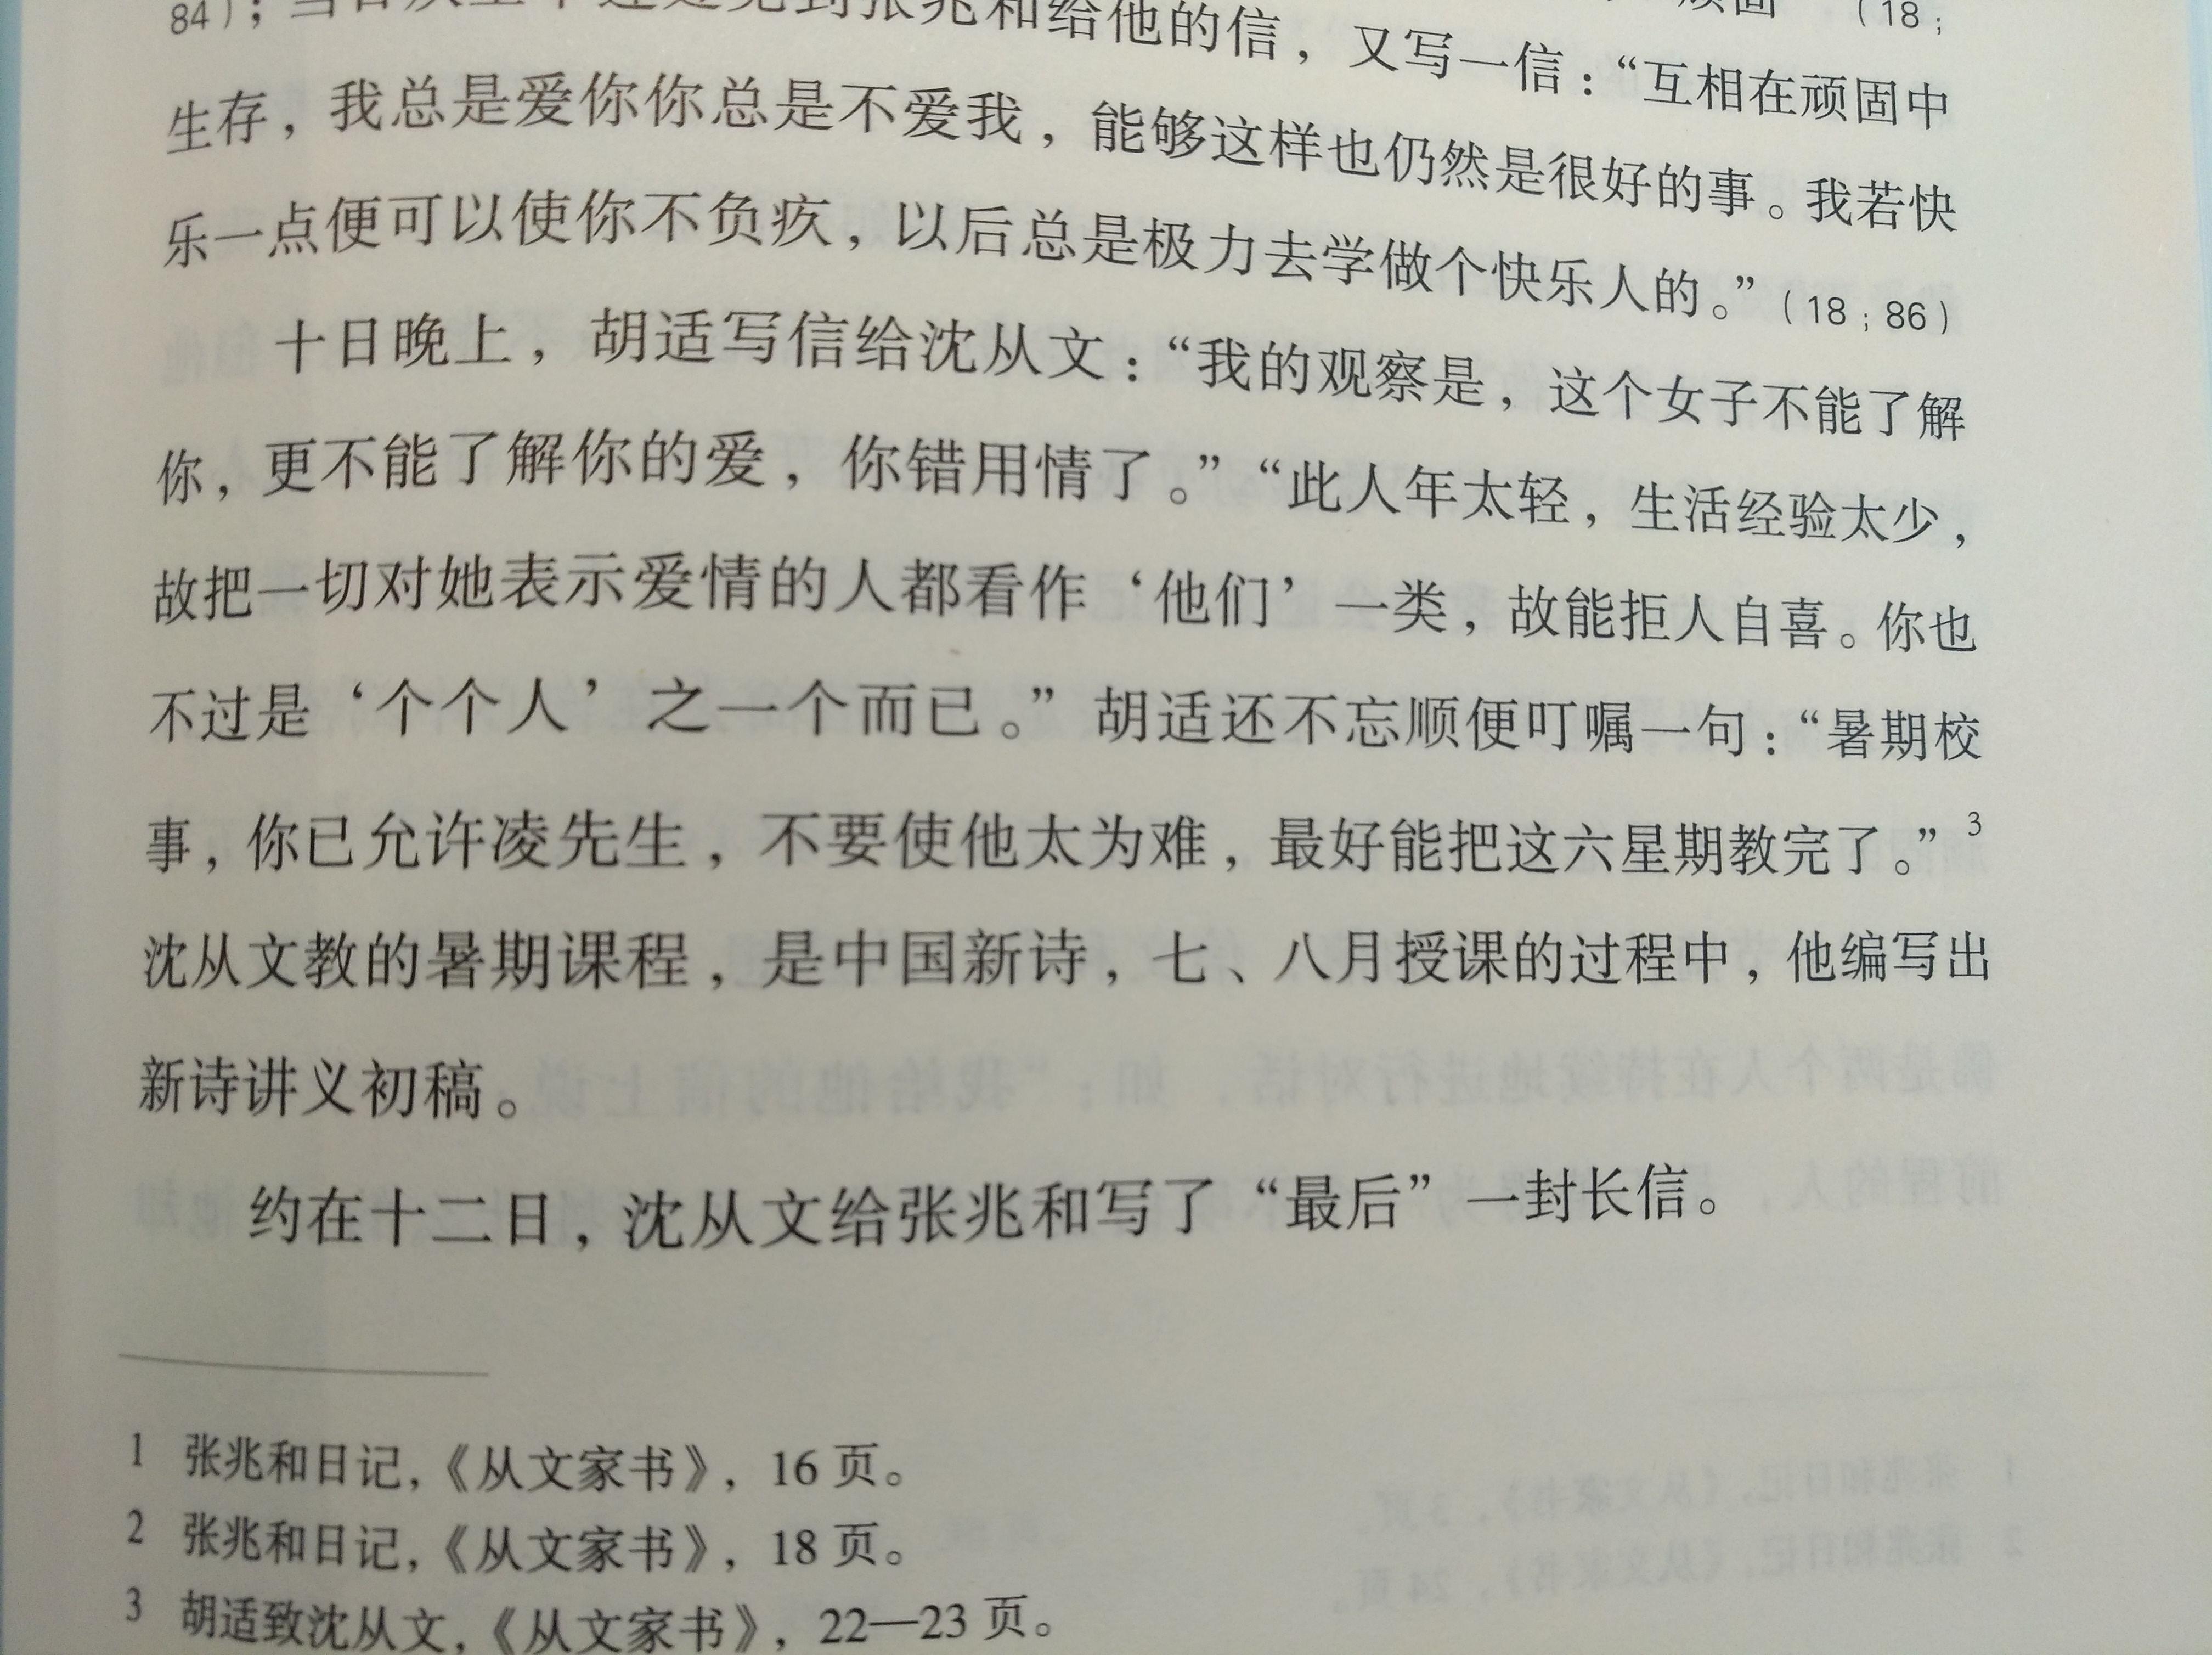 84）；当日从上午还迟见到张兆和给他的信，又写一信：“互相在顽固中
生存，我总是爱你你总是不爱我，能够这样也仍然是很好的事。我若快
乐一点便可以使你不负疚，以后总是极力去学做个快乐人的。”（18；86）
十日晚上，胡适写信给沈从文：“我的观察是，这个女子不能了解
你，更不能了解你的爱，你错用情了。”“此人年太轻，生活经验太少，
故把一切对她表示爱情的人都看作‘他们’一类，故能拒人自喜。你也
不过是‘个个人’之一个而已。”胡适还不忘顺便叮嘱一句：“暑期校
事，你已允许凌先生，不要使他太为难，最好能把这六星期教完了。”3
沈从文教的暑期课程，是中国新诗，七、八月授课的过程中，他编写出
新诗讲义初稿。
约在十二日，沈从文给张兆和写了“最后”一封长信。
1 张兆和日记，《从文家书》，16页。
2 张兆和日记，《从文家书》，18页。
3 胡适致沈从文，《从文家书》，22—23页。